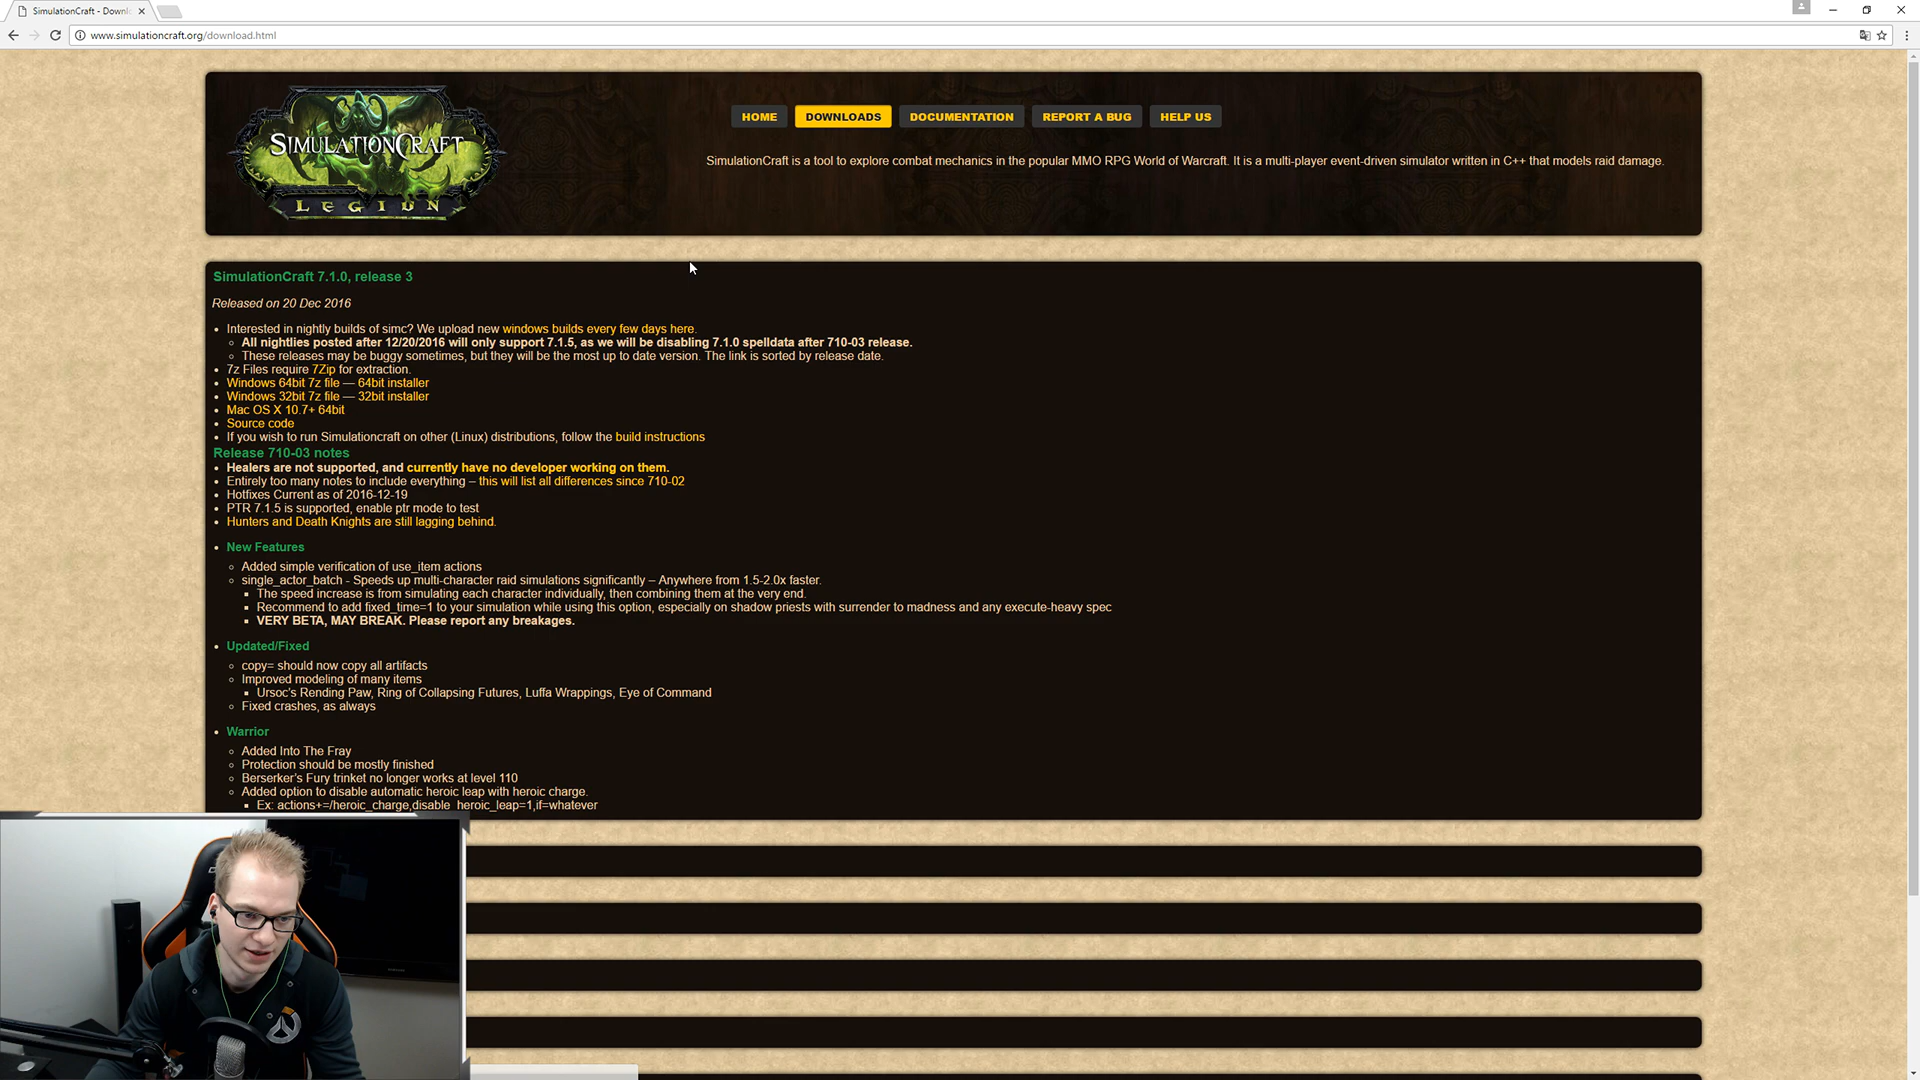 SimulationCraft - Downl
www.simulationcraft.org/download.html
SIMULATIONCRAFT
LEGION
HOME
DOWNLOADS
DOCUMENTATION
REPORT A BUG
HELP US
SimulationCraft is a tool to explore combat mechanics in the popular MMO RPG World of Warcraft. It is a multi-player event-driven simulator written in C++ that models raid damage.
SimulationCraft 7.1.0, release 3
Released on 20 Dec 2016
Interested in nightly builds of simc? We upload new windows builds every few days here.
All nightlies posted after 12/20/2016 will only support 7.1.5, as we will be disabling 7.1.0 spelldata after 710-03 release.
These releases may be buggy sometimes, but they will be the most up to date version. The link is sorted by release date.
7z Files require 7Zip for extraction.
Windows 64bit 7z file — 64bit installer
Windows 32bit 7z file — 32bit installer
Mac OS X 10.7+ 64bit
Source code
If you wish to run Simulationcraft on other (Linux) distributions, follow the build instructions
Release 710-03 notes
Healers are not supported, and currently have no developer working on them.
Entirely too many notes to include everything – this will list all differences since 710-02
Hotfixes Current as of 2016-12-19
PTR 7.1.5 is supported, enable ptr mode to test
Hunters and Death Knights are still lagging behind.
New Features
Added simple verification of use_item actions
single_actor_batch - Speeds up multi-character raid simulations significantly – Anywhere from 1.5-2.0x faster.
The speed increase is from simulating each character individually, then combining them at the very end.
Recommend to add fixed_time=1 to your simulation while using this option, especially on shadow priests with surrender to madness and any execute-heavy spec
VERY BETA, MAY BREAK. Please report any breakages.
Updated/Fixed
copy= should now copy all artifacts
Improved modeling of many items
Ursoc's Rending Paw, Ring of Collapsing Futures, Luffa Wrappings, Eye of Command
Fixed crashes, as always
Warrior
Added Into The Fray
Protection should be mostly finished
Berserker's Fury trinket no longer works at level 110
Added option to disable automatic heroic leap with heroic charge.
Ex: actions+=/heroic_charge,disable_heroic_leap=1,if=whatever